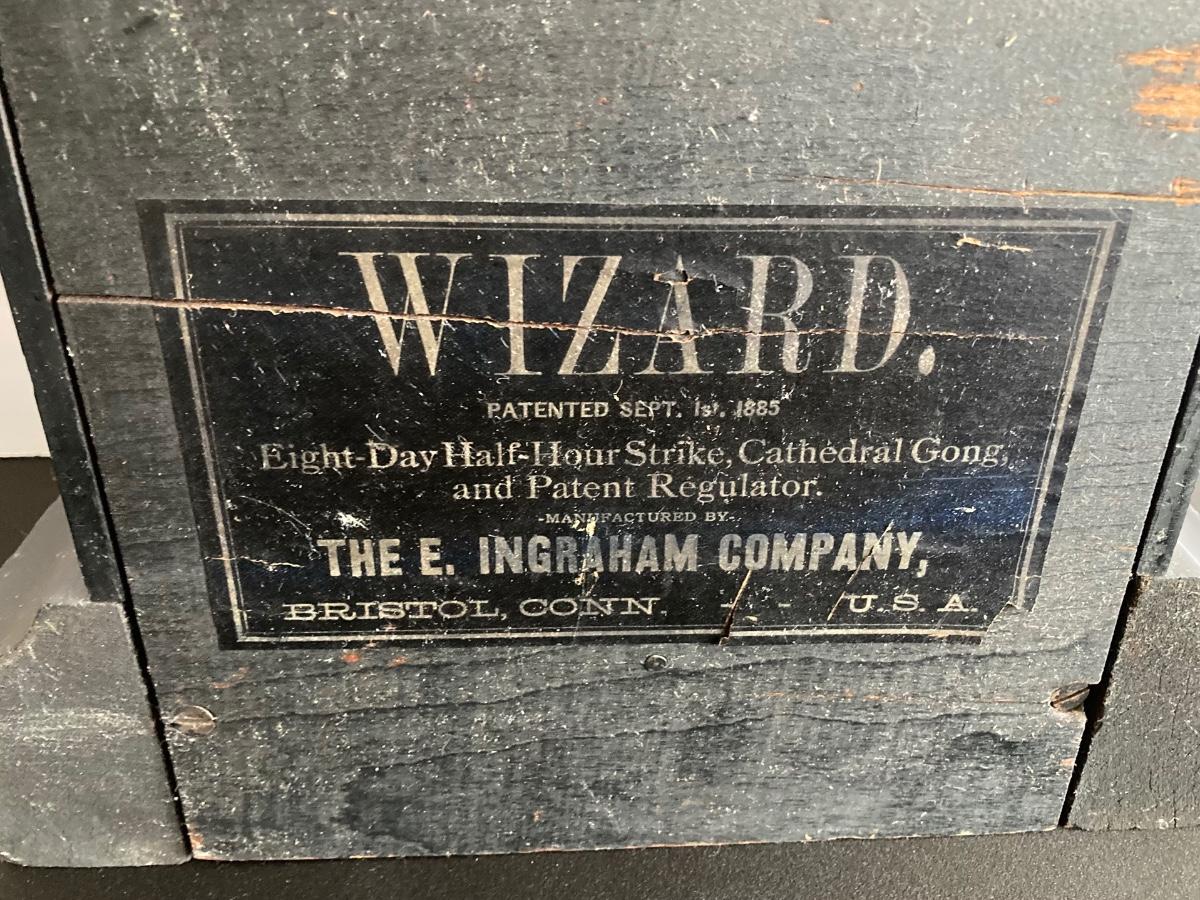 WIZARD.
PATENTED SEPT. 1st, 1885
Eight-Day Half-Hour Strike, Cathedral Gong,
and Patent Regulator.
-MANUFACTURED BY-
THE E. INGRAHAM COMPANY,
BRISTOL, CONN. - - U.S.A.